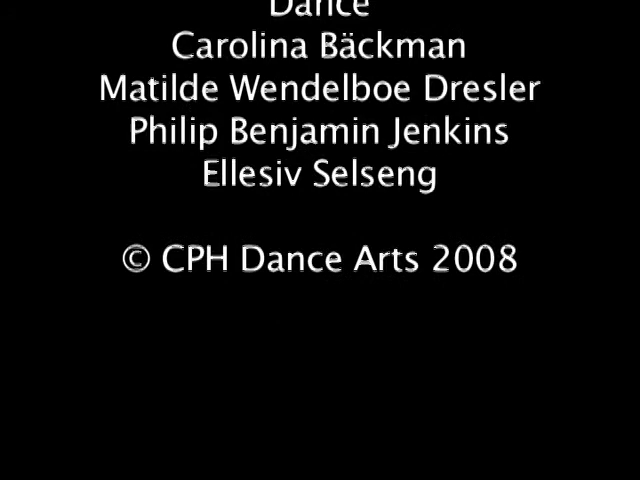 Dance
Carolina Bäckman
Matilde Wendelboe Dresler
Philip Benjamin Jenkins
Ellesiv Selseng
© CPH Dance Arts 2008